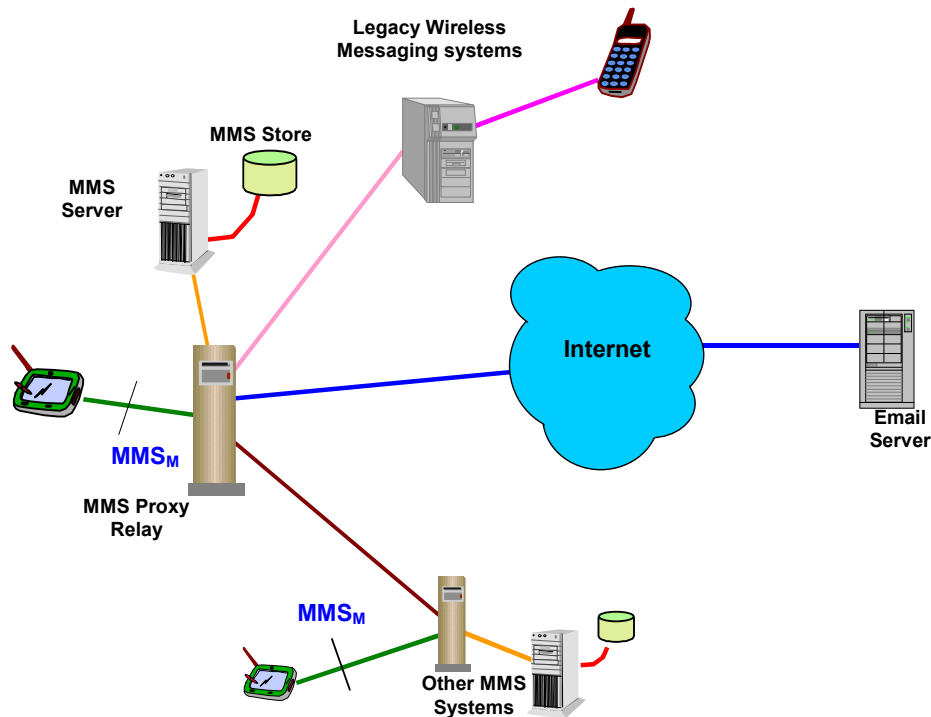 Legacy Wireless
Messaging systems
MMS Store
MMS
Server
Internet
Email
Server
MMSM
MMS Proxy
Relay
MMSM
Other MMS
Systems